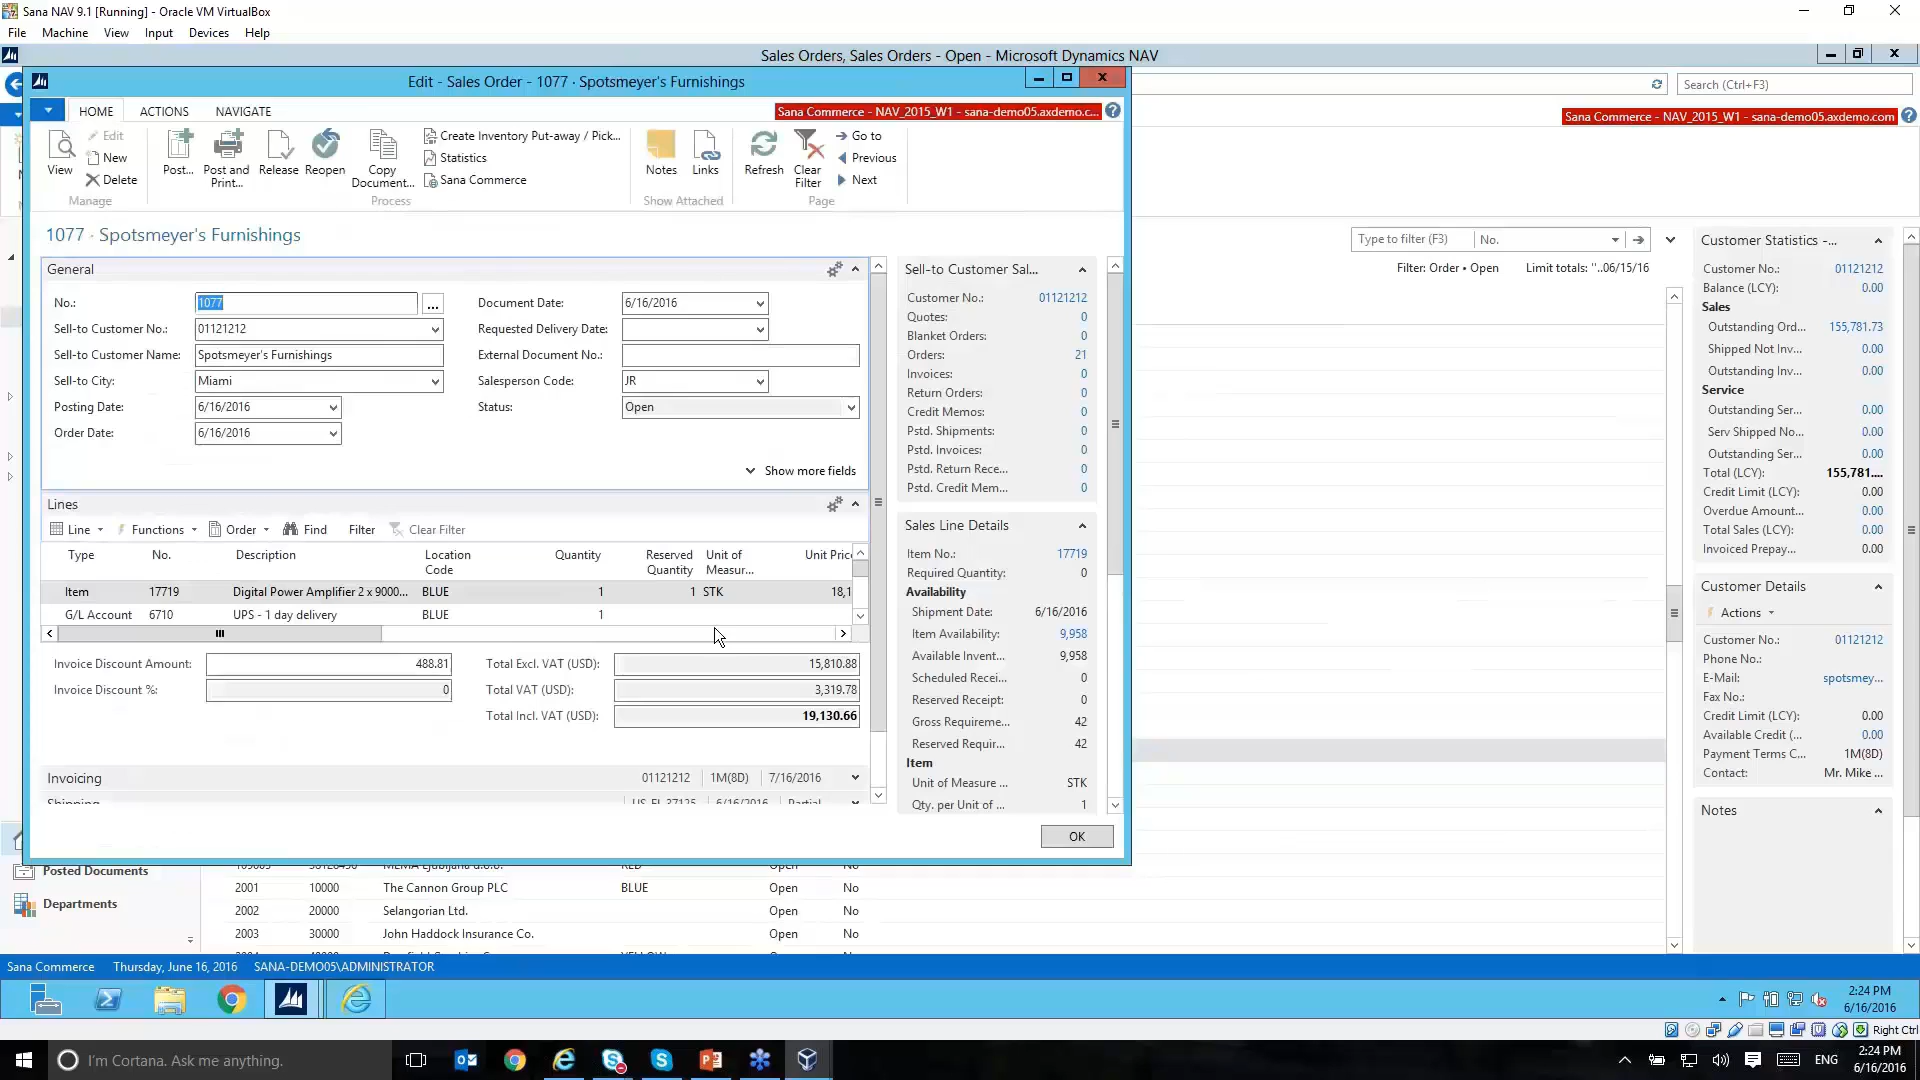 Sana NAV 9.1 [Running] - Oracle VM VirtualBox
File Machine View Input Devices Help
Sales Orders, Sales Orders - Open - Microsoft Dynamics NAV
Edit - Sales Order - 1077 · Spotsmeyer's Furnishings
Search (Ctrl+F3)
HOME ACTIONS NAVIGATE
Sana Commerce - NAV_2015_W1 - sana-demo05.axdemo.c...
Sana Commerce - NAV_2015_W1 - sana-demo05.axdemo.com
View
Edit
New
Delete
Manage
Post...
Post and Print...
Release
Reopen
Copy Document...
Create Inventory Put-away / Pick...
Statistics
Sana Commerce
Process
Notes
Links
Show Attached
Refresh
Clear Filter
Go to
Previous
Next
Page
1077 · Spotsmeyer's Furnishings
Type to filter (F3) No.
Filter: Order • Open Limit totals: ''..06/15/16
General
No.: 1077 ...
Sell-to Customer No.: 01121212
Sell-to Customer Name: Spotsmeyer's Furnishings
Sell-to City: Miami
Posting Date: 6/16/2016
Order Date: 6/16/2016
Document Date: 6/16/2016
Requested Delivery Date:
External Document No.:
Salesperson Code: JR
Status: Open
Show more fields
Lines
Line Functions Order Find Filter Clear Filter
Type No. Description Location Code Quantity Reserved Quantity Unit of Measur... Unit Pric
Item 17719 Digital Power Amplifier 2 x 9000... BLUE 1 1 STK 18,1
G/L Account 6710 UPS - 1 day delivery BLUE 1
Invoice Discount Amount: 488.81
Invoice Discount %: 0
Total Excl. VAT (USD): 15,810.88
Total VAT (USD): 3,319.78
Total Incl. VAT (USD): 19,130.66
Invoicing 01121212 1M(8D) 7/16/2016
Shipping US-FL 37125 6/16/2016 Partial
Sell-to Customer Sal...
Customer No.: 01121212
Quotes: 0
Blanket Orders: 0
Orders: 21
Invoices: 0
Return Orders: 0
Credit Memos: 0
Pstd. Shipments: 0
Pstd. Invoices: 0
Pstd. Return Rece... 0
Pstd. Credit Mem... 0
Sales Line Details
Item No.: 17719
Required Quantity: 0
Availability
Shipment Date: 6/16/2016
Item Availability: 9,958
Available Invent... 9,958
Scheduled Recei... 0
Reserved Receipt: 0
Gross Requireme... 42
Reserved Requir... 42
Item
Unit of Measure ... STK
Qty. per Unit of ... 1
OK
Customer Statistics -...
Customer No.: 01121212
Balance (LCY): 0.00
Sales
Outstanding Ord... 155,781.73
Shipped Not Inv... 0.00
Outstanding Inv... 0.00
Service
Outstanding Ser... 0.00
Serv Shipped No... 0.00
Outstanding Ser... 0.00
Total (LCY): 155,781....
Credit Limit (LCY): 0.00
Overdue Amount... 0.00
Total Sales (LCY): 0.00
Invoiced Prepay... 0.00
Customer Details
Actions
Customer No.: 01121212
Phone No.:
E-Mail: spotsmey...
Fax No.:
Credit Limit (LCY): 0.00
Available Credit (... 0.00
Payment Terms C... 1M(8D)
Contact: Mr. Mike ...
Notes
Posted Documents
Departments
Open No
2001 10000 The Cannon Group PLC BLUE Open No
2002 20000 Selangorian Ltd. Open No
2003 30000 John Haddock Insurance Co. Open No
Sana Commerce Thursday, June 16, 2016 SANA-DEMO05\ADMINISTRATOR
2:24 PM
6/16/2016
Right Ctrl
I'm Cortana. Ask me anything.
ENG
2:24 PM
6/16/2016